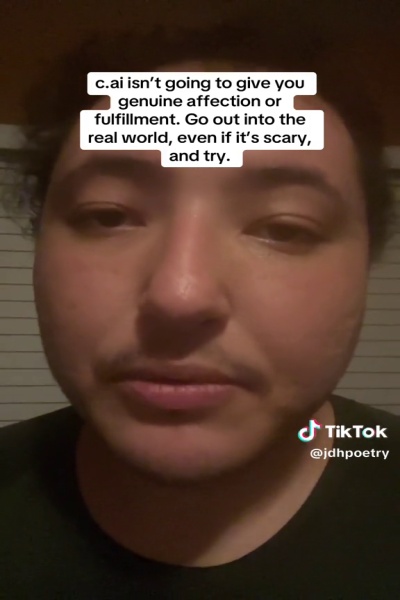 c.ai isn’t going to give you
genuine affection or
fulfillment. Go out into the
real world, even if it’s scary,
and try.
TikTok
@jdhpoetry